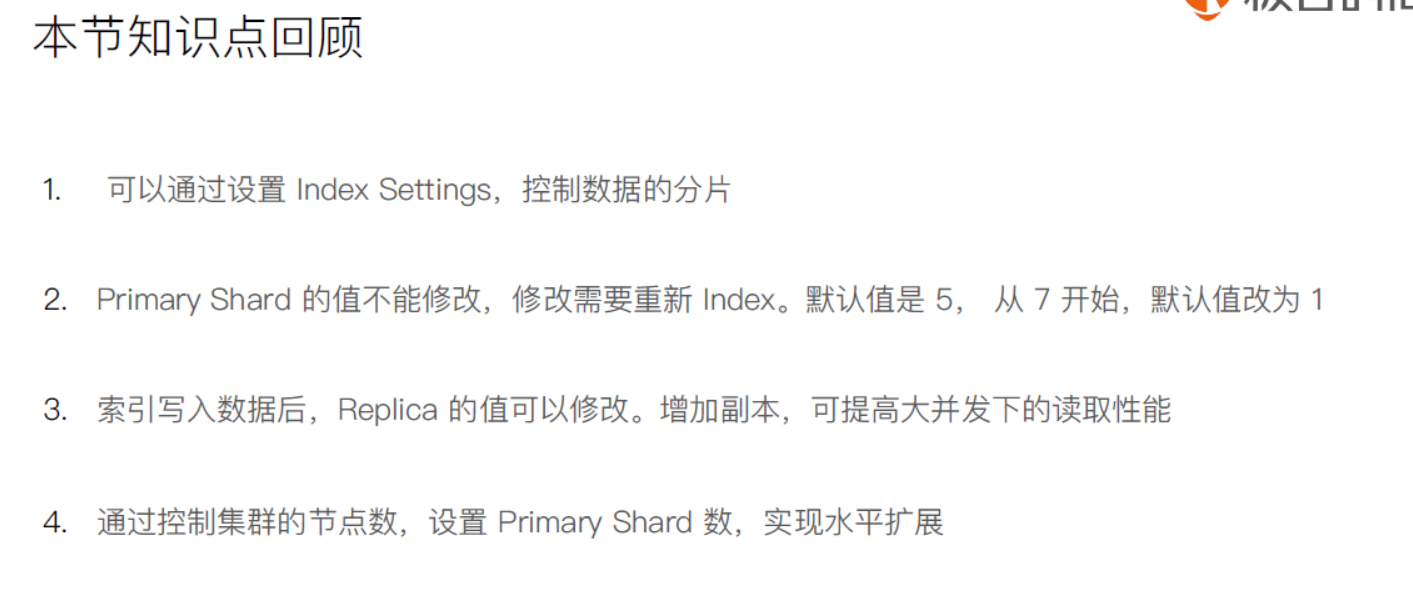 本节知识点回顾
1. 可以通过设置 Index Settings，控制数据的分片
2. Primary Shard 的值不能修改，修改需要重新 Index。默认值是 5， 从 7 开始，默认值改为 1
3. 索引写入数据后，Replica 的值可以修改。增加副本，可提高大并发下的读取性能
4. 通过控制集群的节点数，设置 Primary Shard 数，实现水平扩展